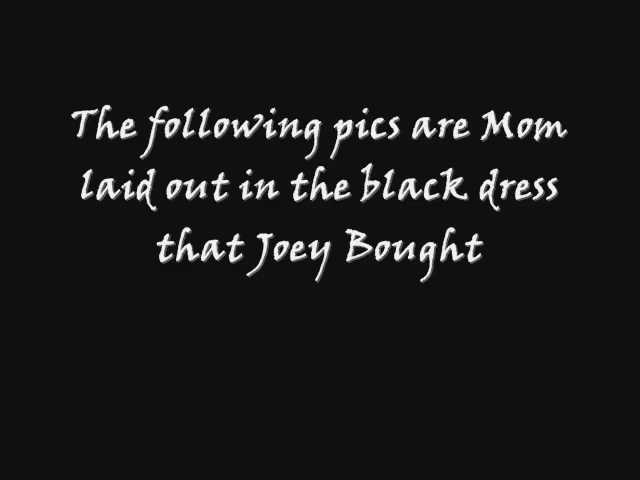 The following pics are Mom
laid out in the black dress
that Joey Bought